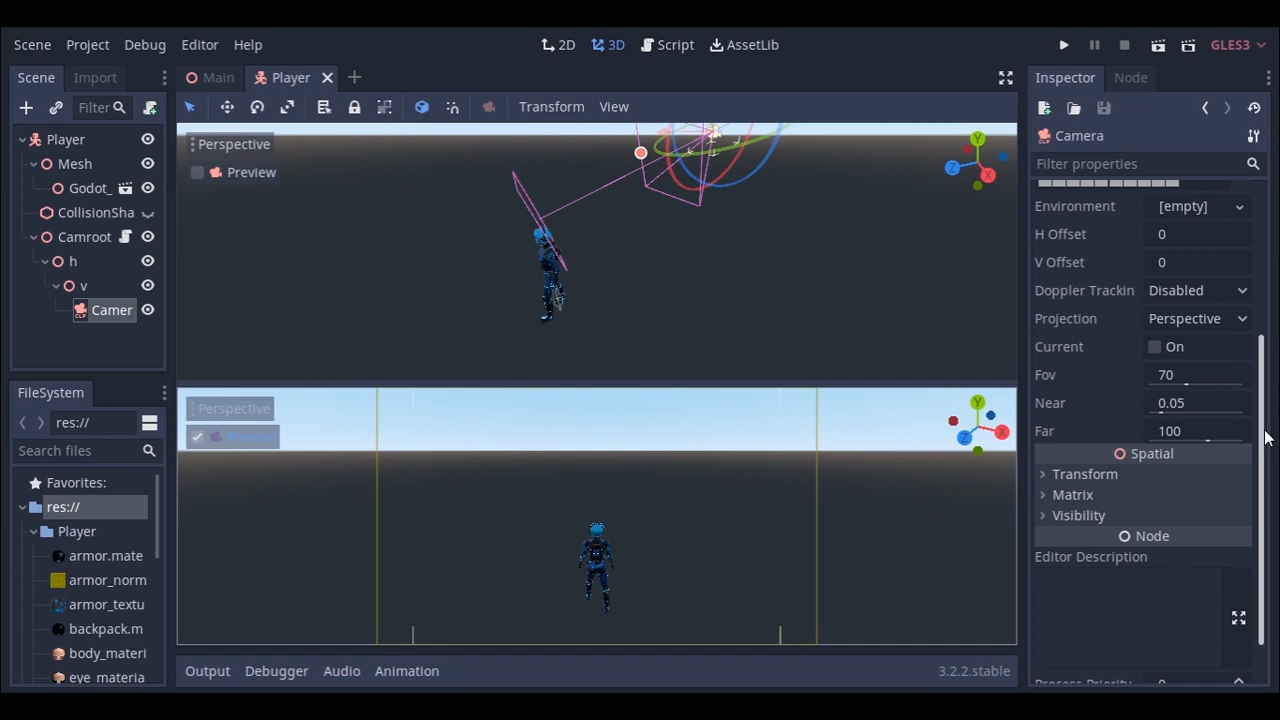 Scene Project Debug Editor Help 2D 3D Script AssetLib GLES3
Scene Import Main Player Inspector Node
Filter Transform View
Player Perspective Camera
Mesh Preview Filter properties
Godot_
CollisionSha Environment [empty]
Camroot H Offset 0
h V Offset 0
v Doppler Trackin Disabled
Camer Projection Perspective
Current On
Fov 70
FileSystem Perspective Near 0.05
res:// Preview Far 100
Search files Spatial
Favorites: Transform
res:// Matrix
Player Visibility
armor.mate Node
armor_norm Editor Description
armor_textu
backpack.m
body_materi
eye_materia Output Debugger Audio Animation 3.2.2.stable
Process Priority 0